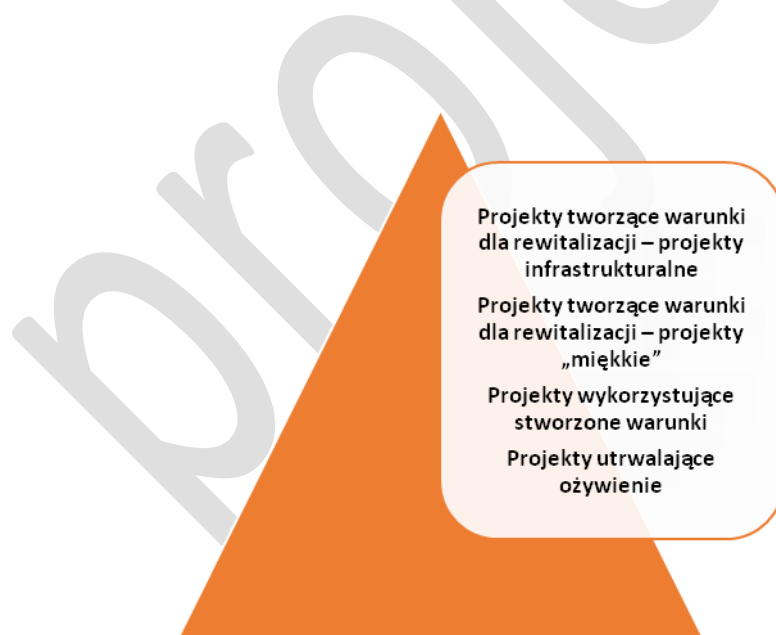 Projekty tworzące warunki
dla rewitalizacji – projekty
infrastrukturalne
Projekty tworzące warunki
dla rewitalizacji – projekty
„miękkie”
Projekty wykorzystujące
stworzone warunki
Projekty utrwalające
ożywienie